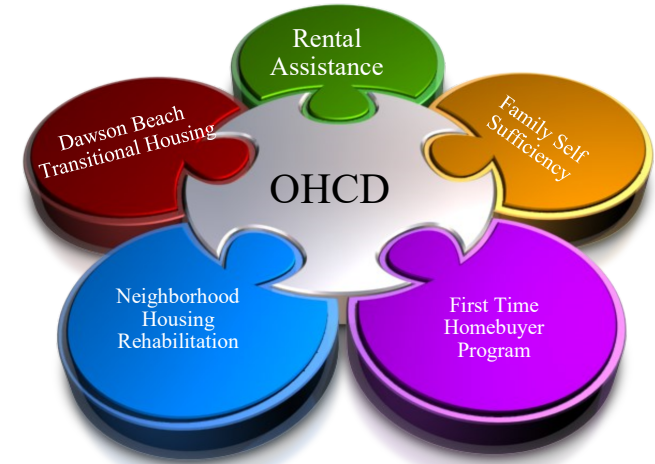 Rental
Assistance
Dawson Beach
Transitional Housing
Family Self
Sufficiency
OHCD
Neighborhood
Housing
Rehabilitation
First Time
Homebuyer
Program